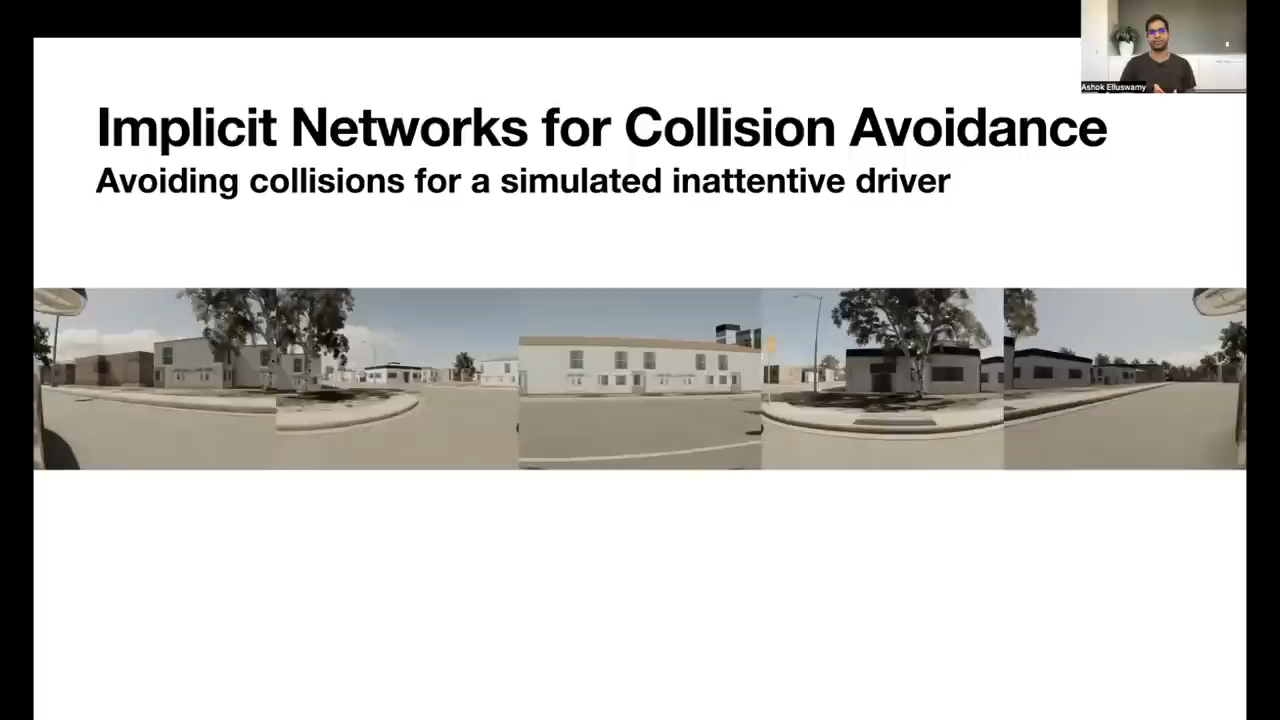 Ashok Elluswamy
Implicit Networks for Collision Avoidance
Avoiding collisions for a simulated inattentive driver